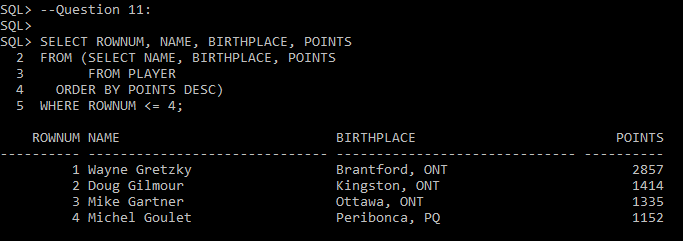 SQL> --Question 11:
SQL>
SQL> SELECT ROWNUM, NAME, BIRTHPLACE, POINTS
  2  FROM (SELECT NAME, BIRTHPLACE, POINTS
  3        FROM PLAYER
  4    ORDER BY POINTS DESC)
  5  WHERE ROWNUM <= 4;
    ROWNUM NAME                           BIRTHPLACE                         POINTS
---------- ------------------------------ ------------------------------ ----------
         1 Wayne Gretzky                  Brantford, ONT                       2857
         2 Doug Gilmour                   Kingston, ONT                        1414
         3 Mike Gartner                   Ottawa, ONT                          1335
         4 Michel Goulet                  Peribonca, PQ                        1152